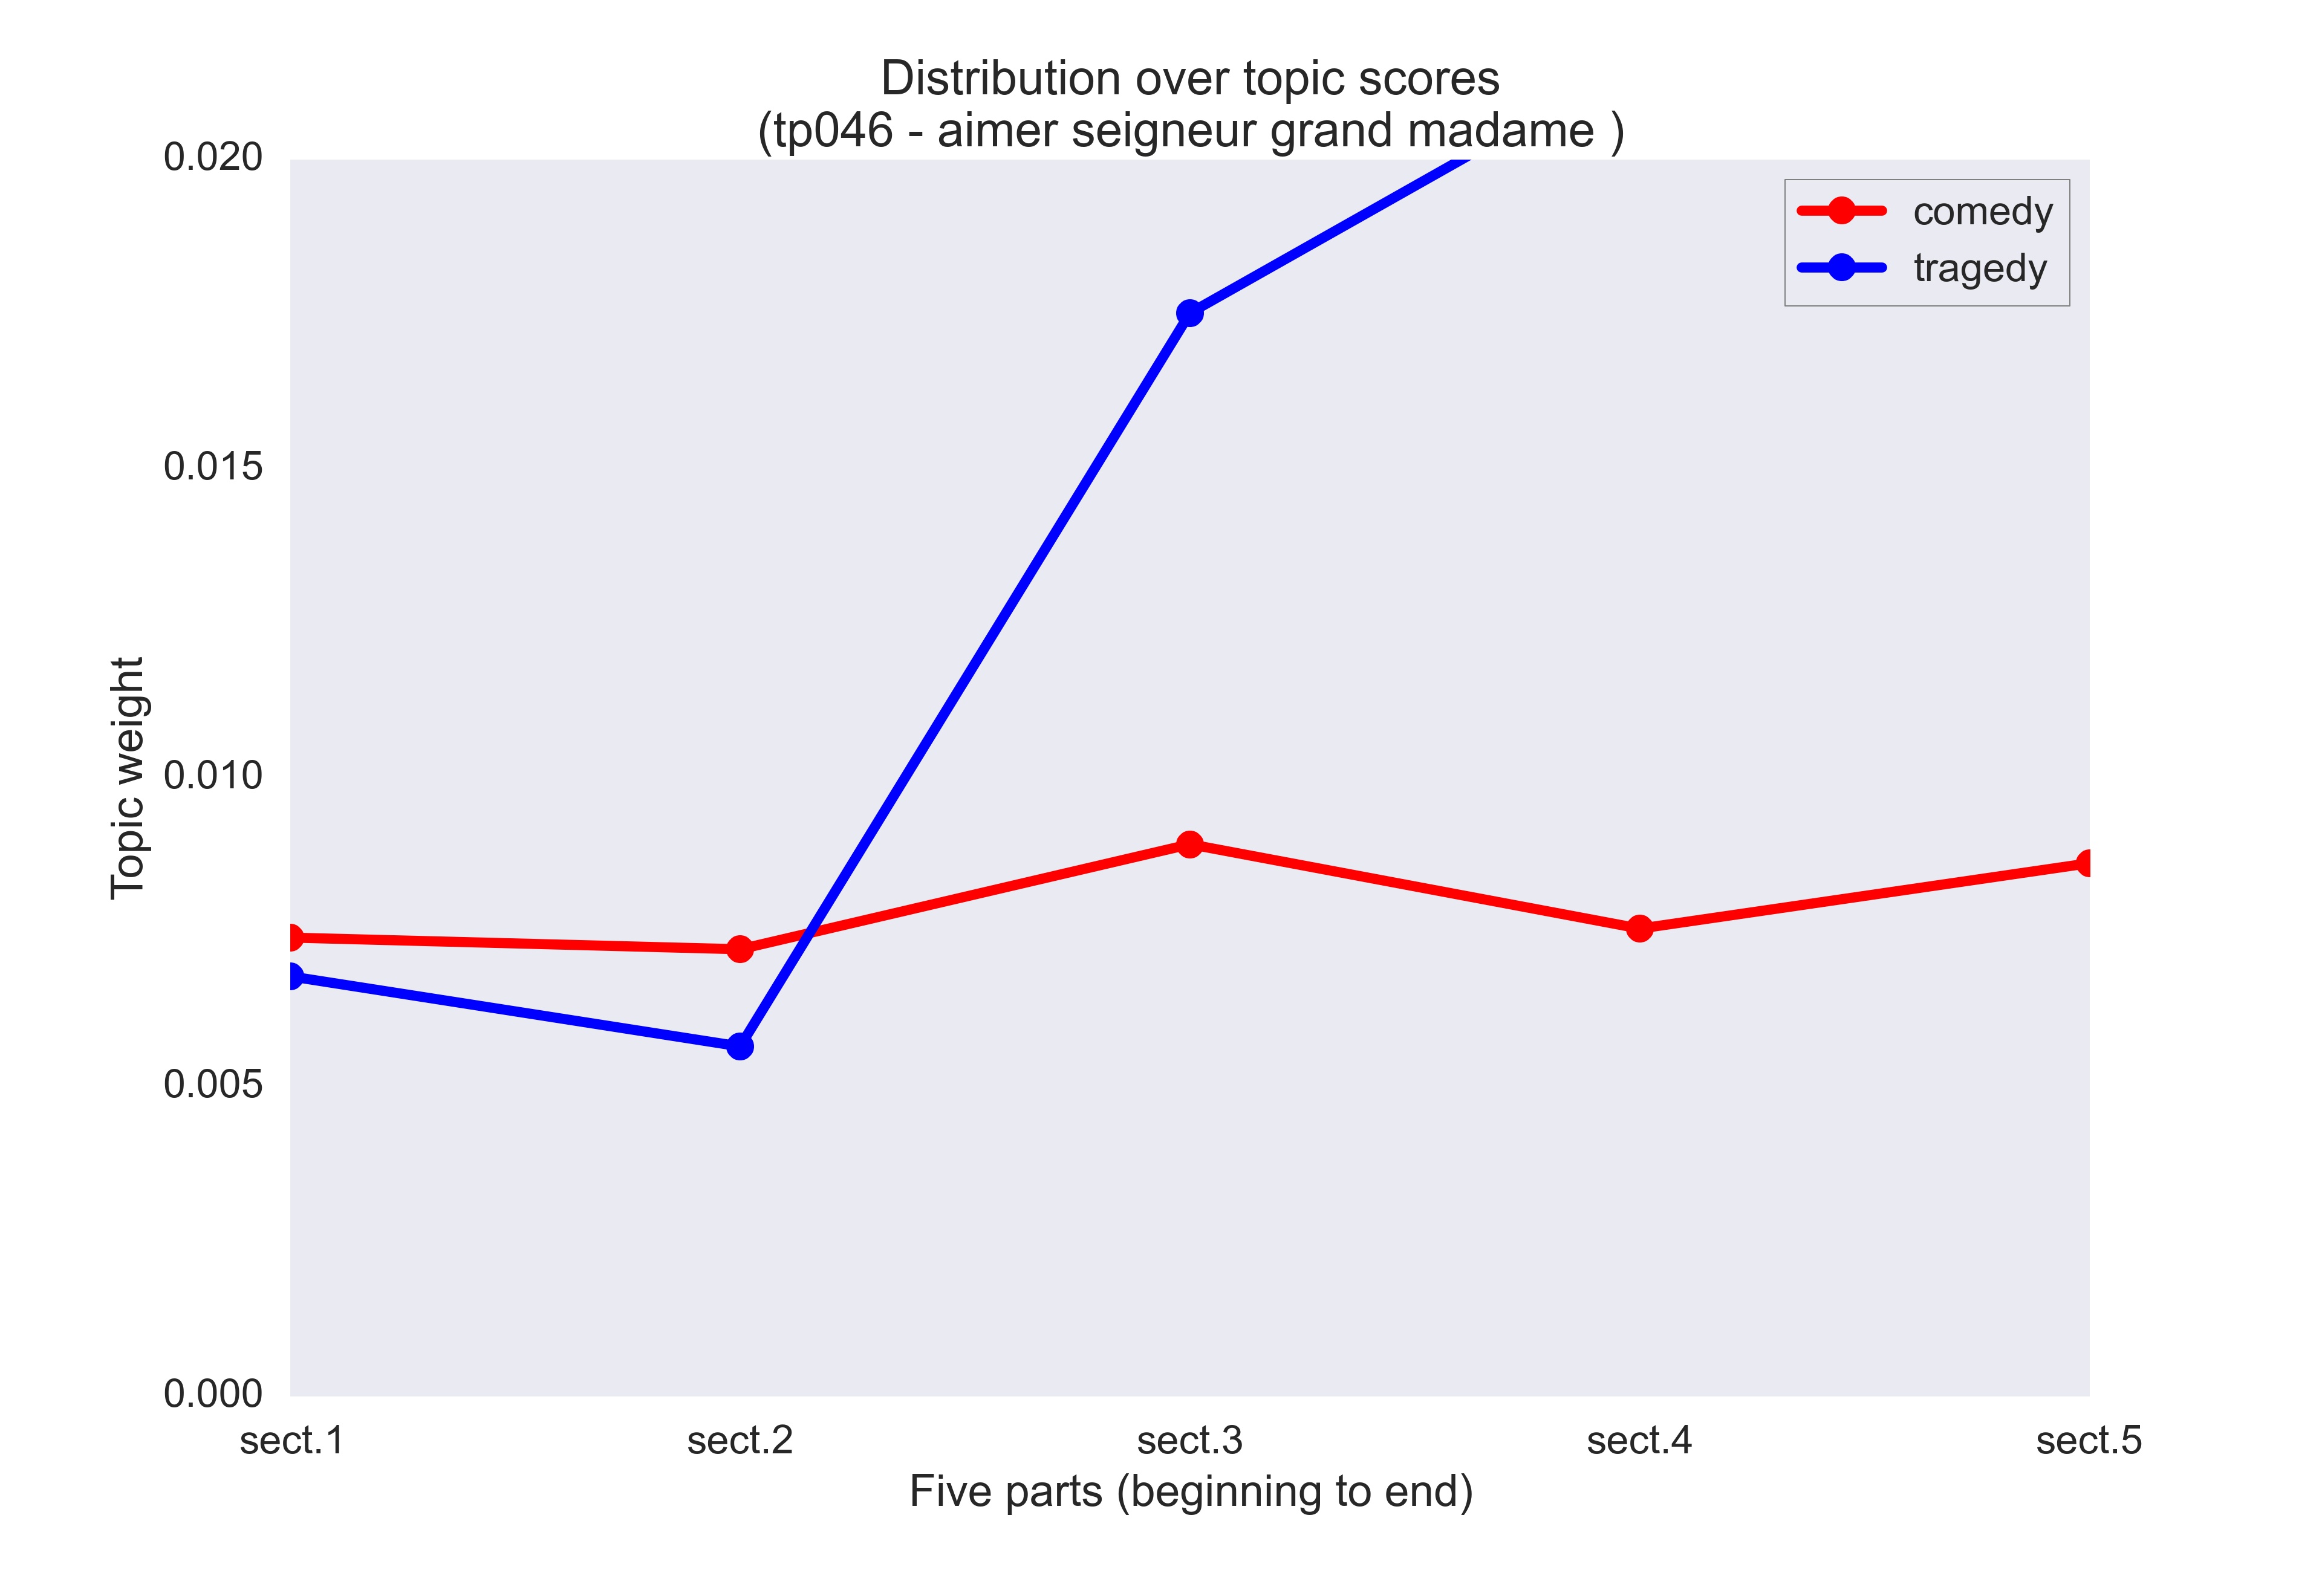 Distribution over topic scores
(tp046 - aimer seigneur grand madame )
comedy
tragedy
Topic weight
0.020
0.015
0.010
0.005
0.000
sect.1
sect.2
sect.3
sect.4
sect.5
Five parts (beginning to end)